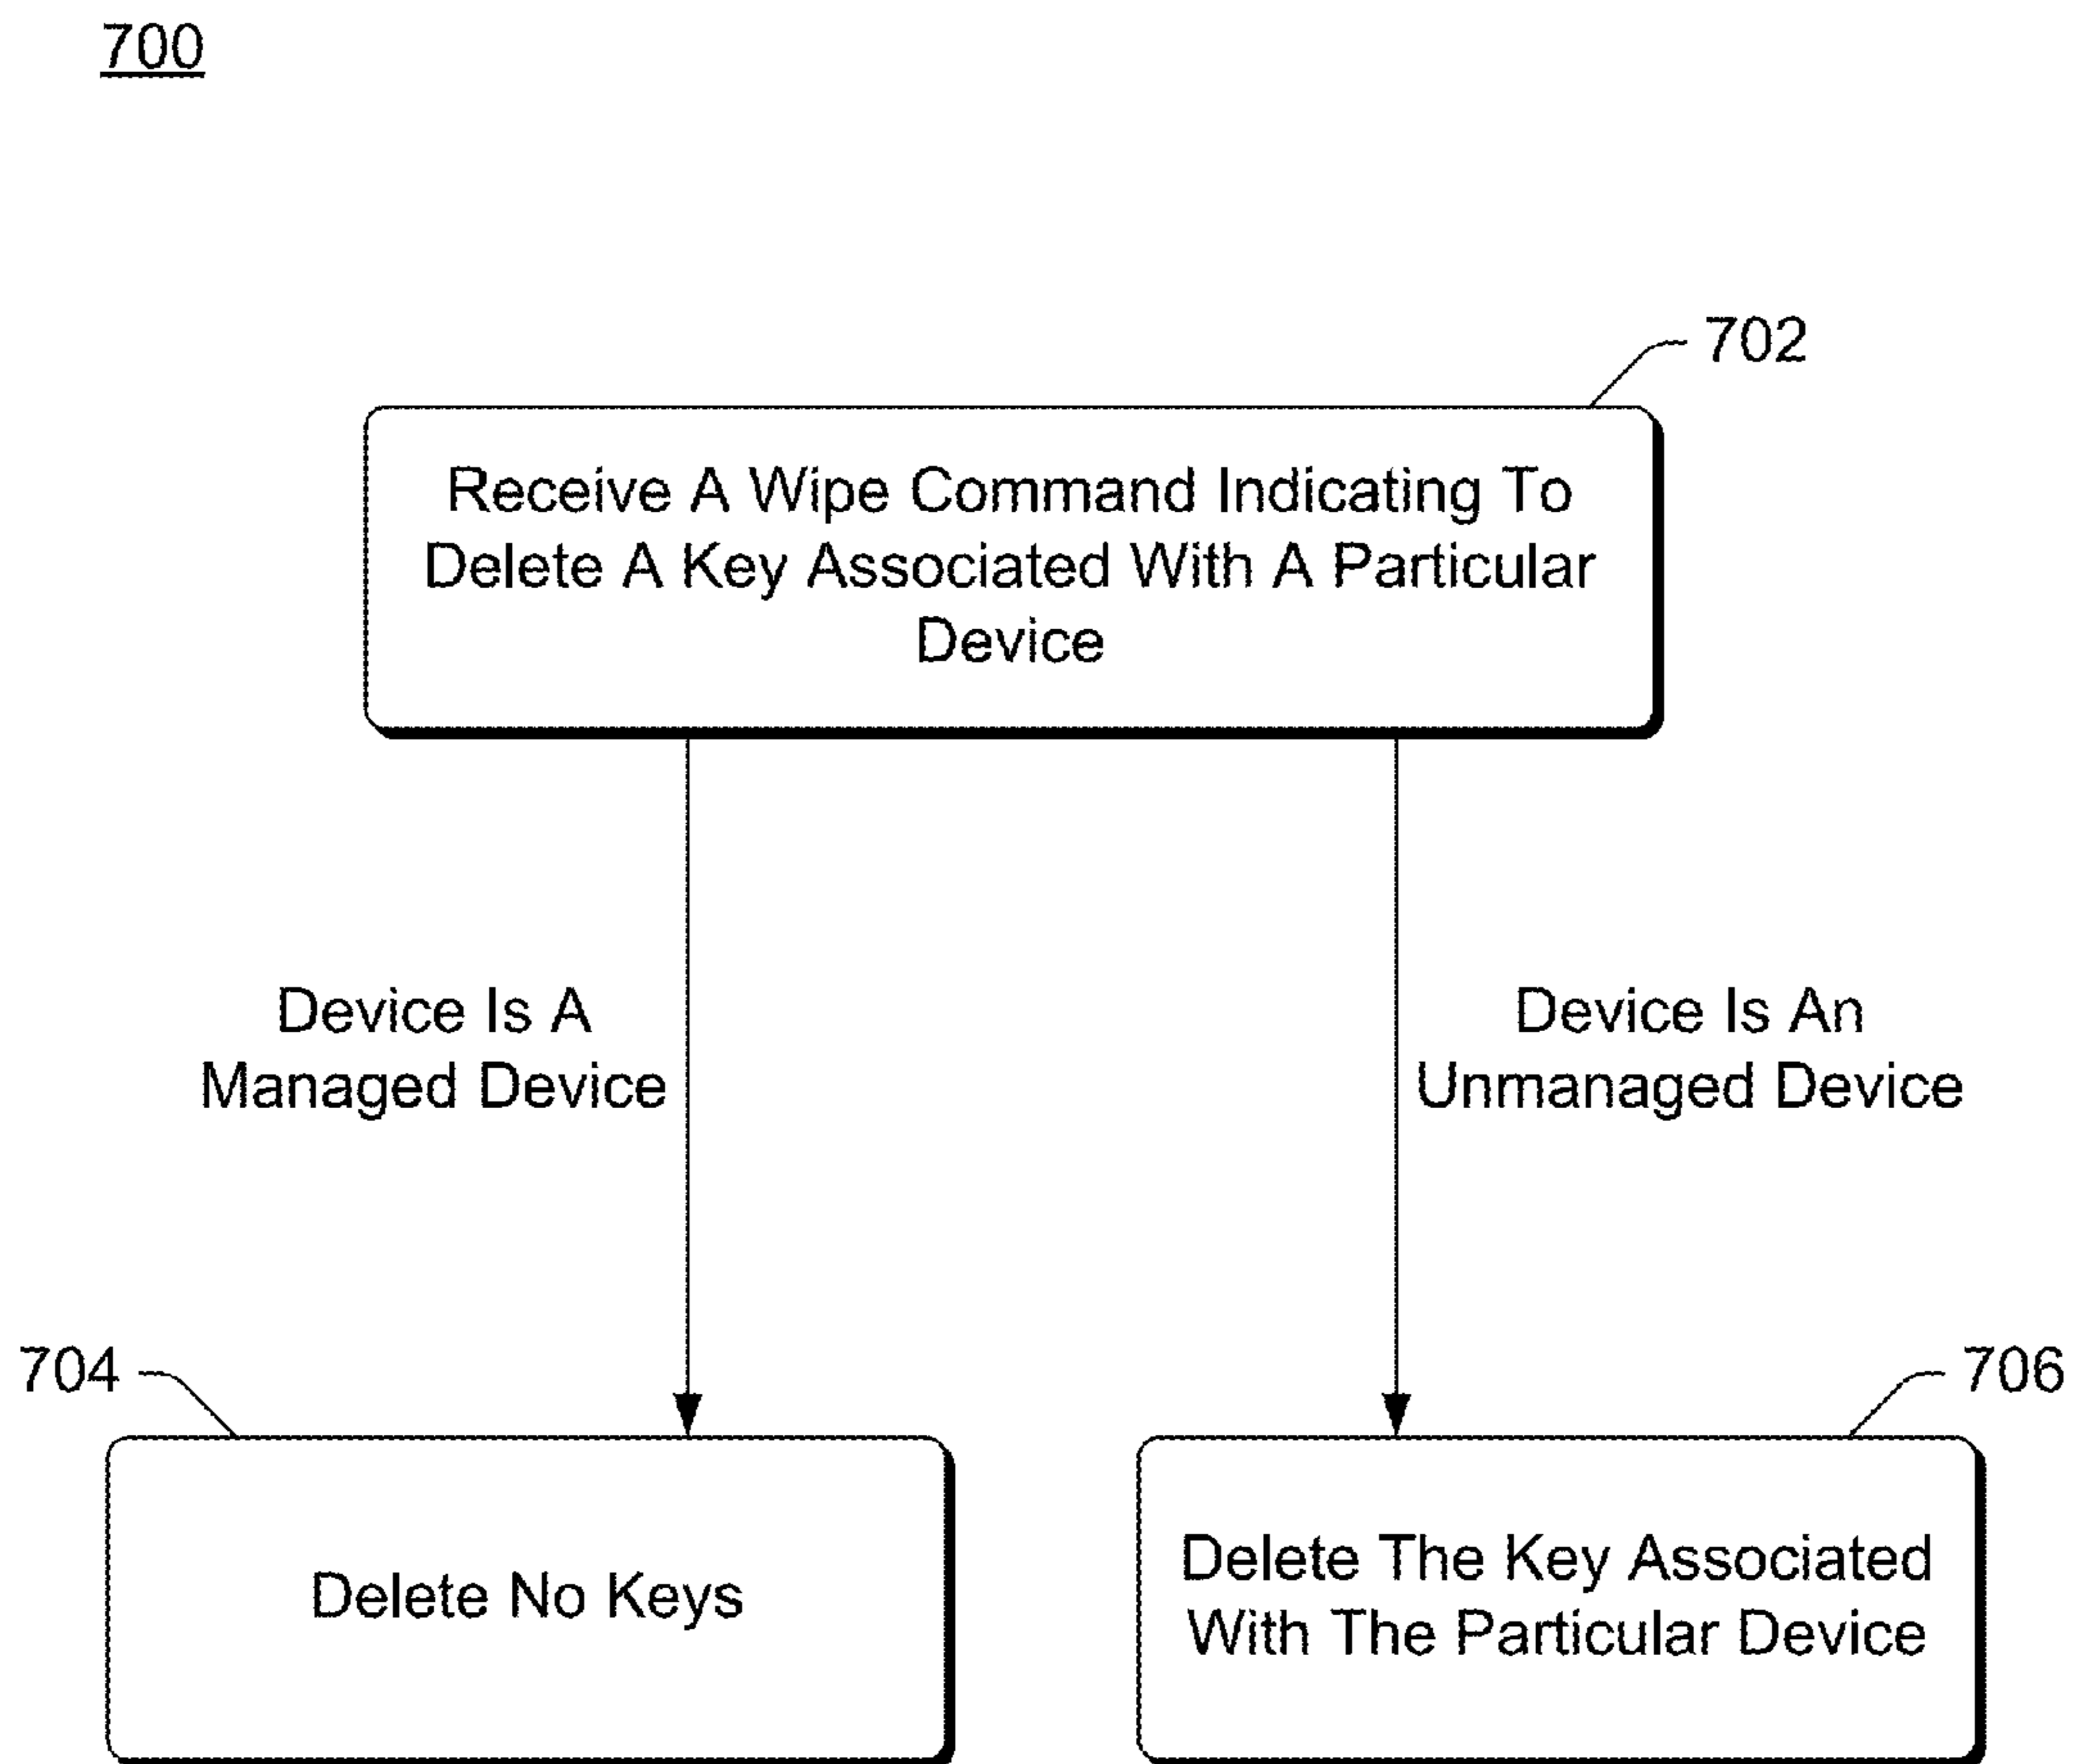 700
702
Receive A Wipe Command Indicating To
Delete A Key Associated With A Particular
Device
Device Is A
Managed Device
Device Is An
Unmanaged Device
704
706
Delete No Keys
Delete The Key Associated
With The Particular Device